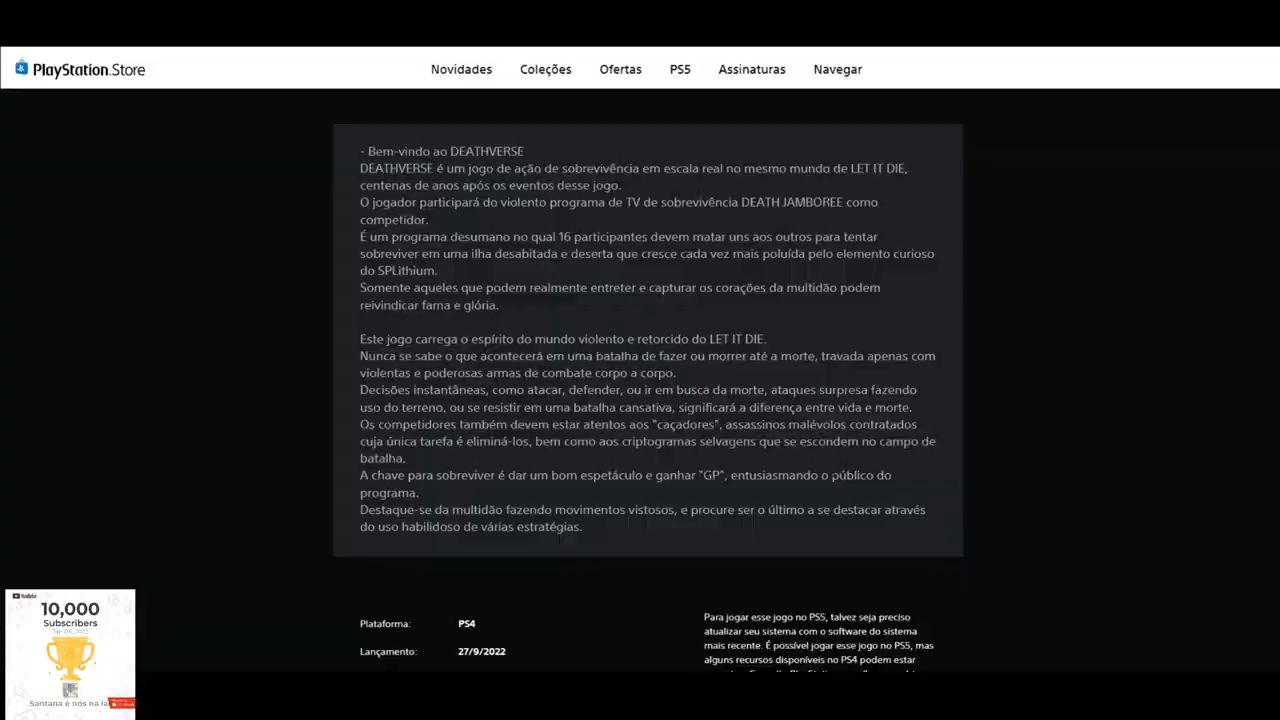 PlayStation.Store
Novidades Coleções Ofertas PS5 Assinaturas Navegar
- Bem-vindo ao DEATHVERSE
DEATHVERSE é um jogo de ação de sobrevivência em escala real no mesmo mundo de LET IT DIE,
centenas de anos após os eventos desse jogo.
O jogador participará do violento programa de TV de sobrevivência DEATH JAMBOREE como
competidor.
É um programa desumano no qual 16 participantes devem matar uns aos outros para tentar
sobreviver em uma ilha desabitada e deserta que cresce cada vez mais poluída pelo elemento curioso
do SPLithium.
Somente aqueles que podem realmente entreter e capturar os corações da multidão podem
reivindicar fama e glória.
Este jogo carrega o espírito do mundo violento e retorcido do LET IT DIE.
Nunca se sabe o que acontecerá em uma batalha de fazer ou morrer até a morte, travada apenas com
violentas e poderosas armas de combate corpo a corpo.
Decisões instantâneas, como atacar, defender, ou ir em busca da morte, ataques surpresa fazendo
uso do terreno, ou se resistir em uma batalha cansativa, significará a diferença entre vida e morte.
Os competidores também devem estar atentos aos "caçadores", assassinos malévolos contratados
cuja única tarefa é eliminá-los, bem como aos criptogramas selvagens que se escondem no campo de
batalha.
A chave para sobreviver é dar um bom espetáculo e ganhar "GP", entusiasmando o público do
programa.
Destaque-se da multidão fazendo movimentos vistosos, e procure ser o último a se destacar através
do uso habilidoso de várias estratégias.
Plataforma: PS4
Lançamento: 27/9/2022
Para jogar esse jogo no PS5, talvez seja preciso
atualizar seu sistema com o software do sistema
mais recente. É possível jogar esse jogo no PS5, mas
alguns recursos disponíveis no PS4 podem estar
YouTube
10,000
Subscribers
Santana é nós na